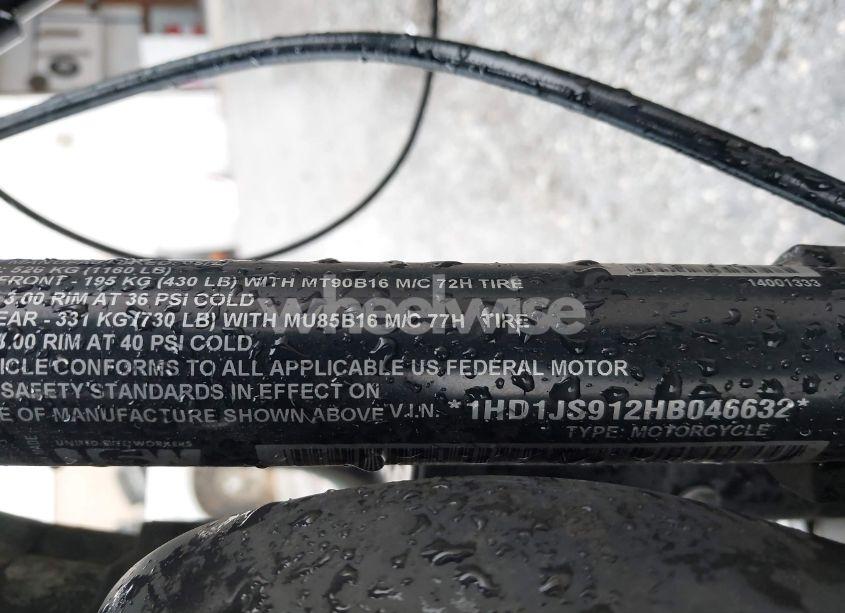 : 526 KG (1160 LB)
FRONT - 195 KG (430 LB) WITH MT90B16 M/C 72H TIRE
3.00 RIM AT 36 PSI COLD
EAR - 331 KG (730 LB) WITH MU85B16 M/C 77H TIRE
3.00 RIM AT 40 PSI COLD
ICLE CONFORMS TO ALL APPLICABLE US FEDERAL MOTOR
SAFETY STANDARDS IN EFFECT ON
E OF MANUFACTURE SHOWN ABOVE V.I.N. *1HD1JS912HB046632*
TYPE: MOTORCYCLE
UNITED STEELWORKERS
14001333
wheelwise